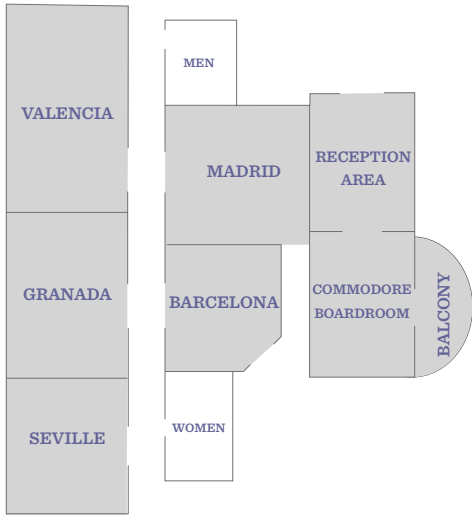 MEN
VALENCIA
MADRID
RECEPTION
AREA
GRANADA
BARCELONA
COMMODORE
BOARDROOM
BALCONY
SEVILLE
WOMEN